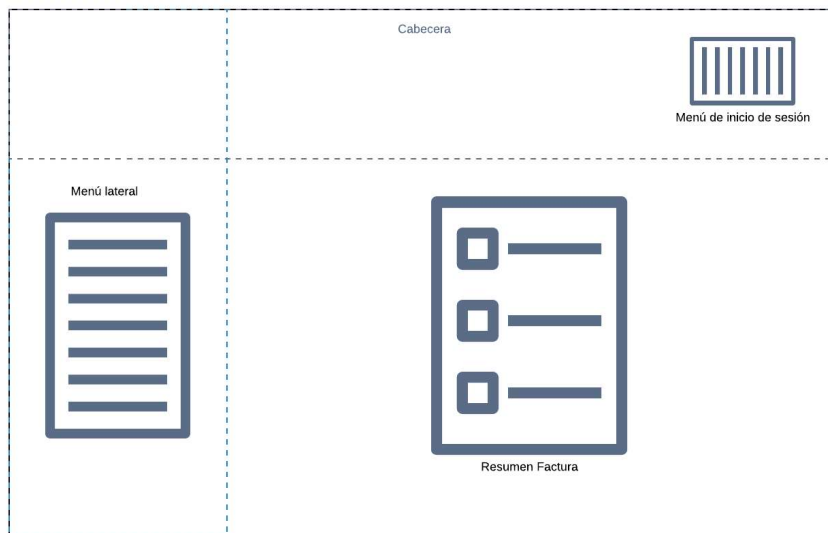 Cabecera
Menú de inicio de sesión
Menú lateral
Resumen Factura